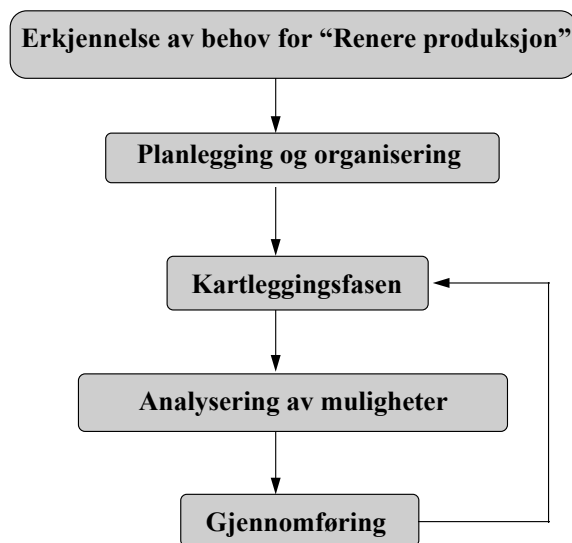 Erkjennelse av behov for “Renere produksjon”
Planlegging og organisering
Kartleggingsfasen
Analysering av muligheter
Gjennomføring